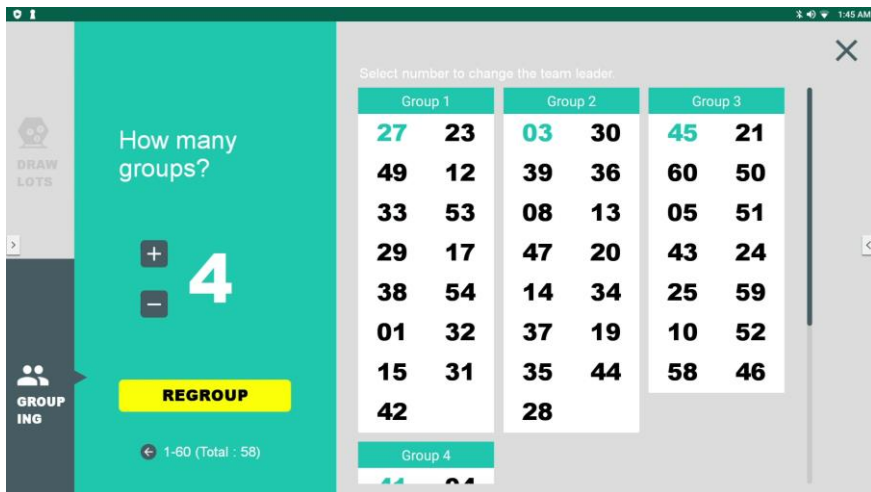 1:45 AM
Select number to change the team leader.
DRAW
LOTS
How many
groups?
+
4
−
REGROUP
1-60 (Total : 58)
GROUP
ING
Group 1
27 23
49 12
33 53
29 17
38 54
01 32
15 31
42
Group 2
03 30
39 36
08 13
47 20
14 34
37 19
35 44
28
Group 3
45 21
60 50
05 51
43 24
25 59
10 52
58 46
Group 4